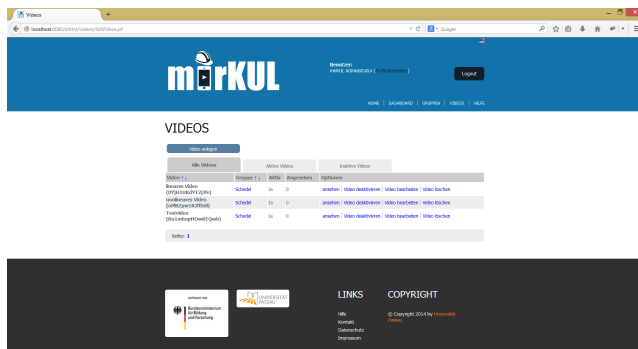 Videos
localhost:8080/xhtml/videos/listVideos.jsf
Google
mirKUL
Benutzer:
mirKUL Administrator
Logout
HOME | DASHBOARD | GRUPPEN | VIDEOS | HILFE
VIDEOS
Video anlegen
Alle Videos
Aktive Videos
Inaktive Videos
Video ↑↓ Gruppe ↑↓ Aktiv Angesehen Optionen
lineares Video
Schedel Ja 0 ansehen | Video deaktivieren | Video bearbeiten | Video löschen
nonlineares Video
Schedel Ja 0 ansehen | Video deaktivieren | Video bearbeiten | Video löschen
Testvideo
Schedel Ja 0 ansehen | Video deaktivieren | Video bearbeiten | Video löschen
Seite: 1
GEFÖRDERT VOM
Bundesministerium
für Bildung
und Forschung
UNIVERSITÄT
PASSAU
LINKS
Hilfe
Kontakt
Datenschutz
Impressum
COPYRIGHT
© Copyright 2014 by Universität
Passau